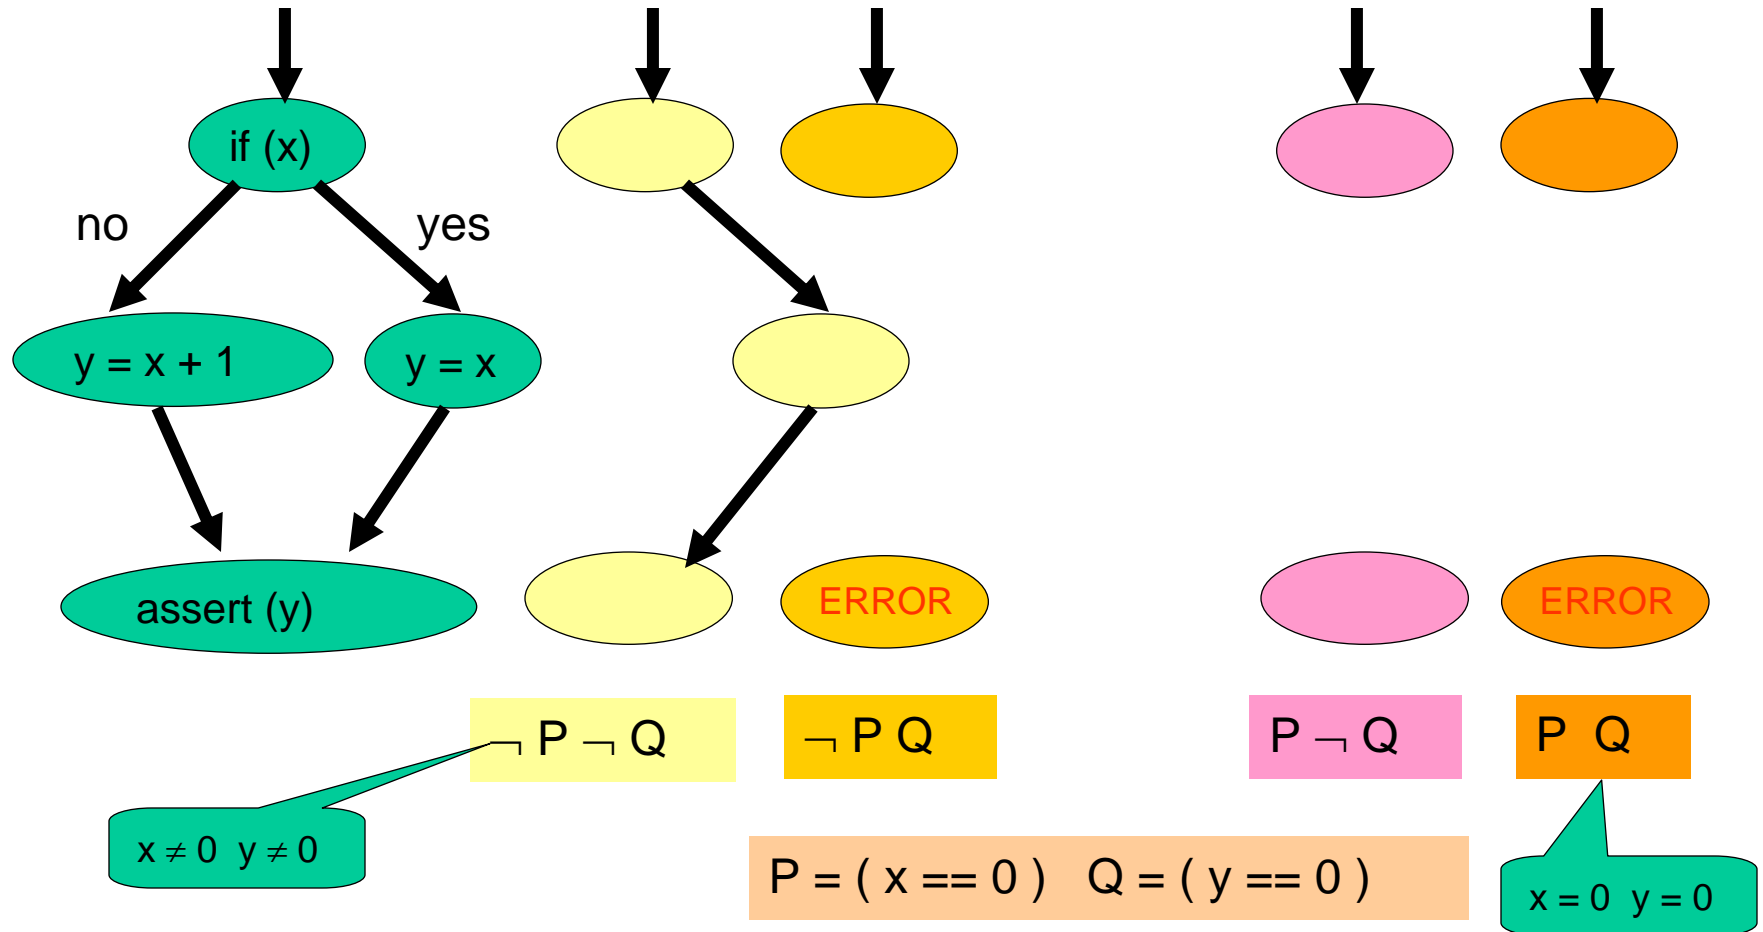 if (x)
no
yes
y = x + 1
y = x
assert (y)
ERROR
ERROR
¬ P ¬ Q
¬ P Q
P ¬ Q
P Q
x ≠ 0 y ≠ 0
P = ( x == 0 ) Q = ( y == 0 )
x = 0 y = 0